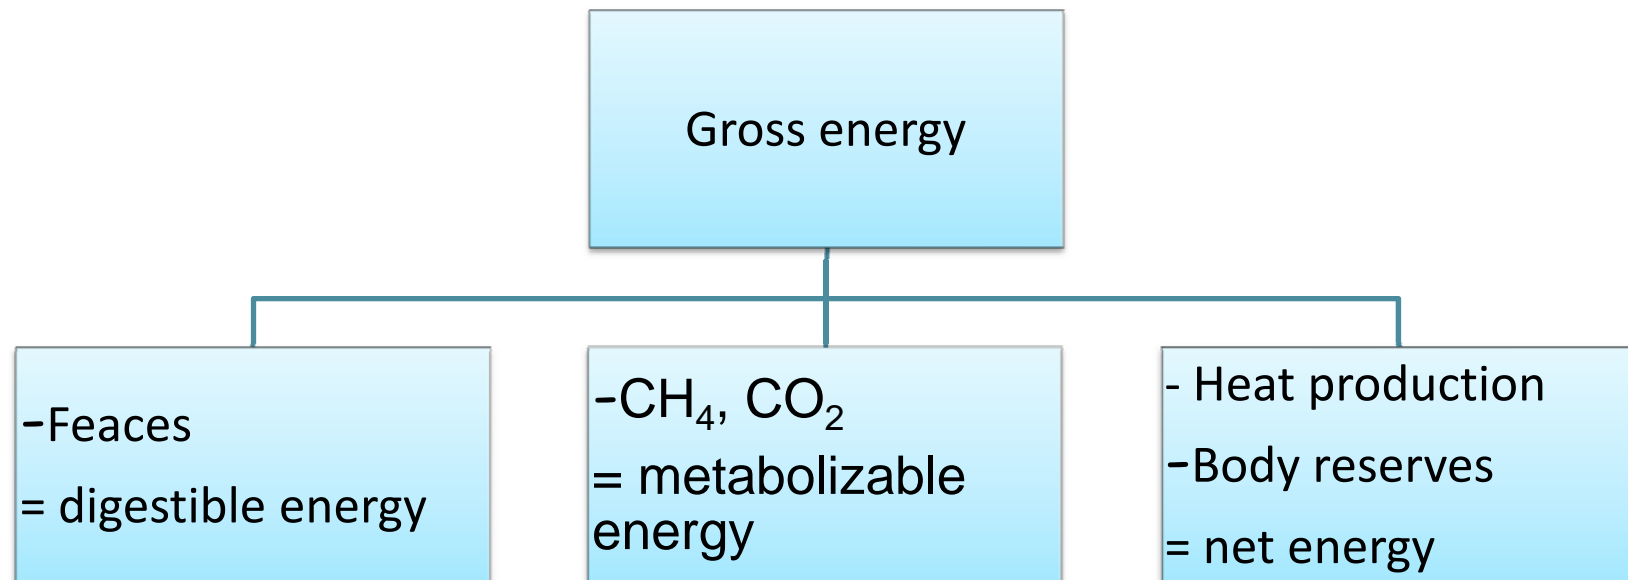 Gross energy
-Feaces
= digestible energy
-CH₄, CO₂
= metabolizable
energy
- Heat production
-Body reserves
= net energy